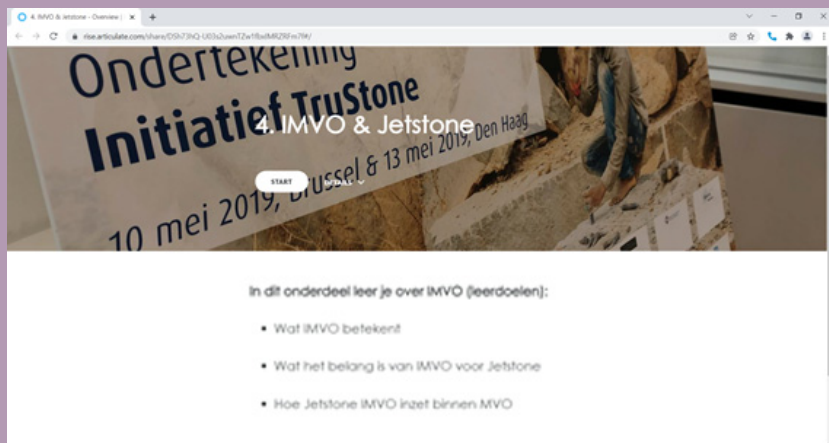 4. IMVO & Jetstone - Overview |
rise.articulate.com/share/
Ondertekening
Initiatief TruStone
10 mei 2019, Brussel & 13 mei 2019, Den Haag
4. IMVO & Jetstone
START
DETAILS
In dit onderdeel leer je over IMVO (leerdoelen):
• Wat IMVO betekent
• Wat het belang is van IMVO voor Jetstone
• Hoe Jetstone IMVO inzet binnen MVO